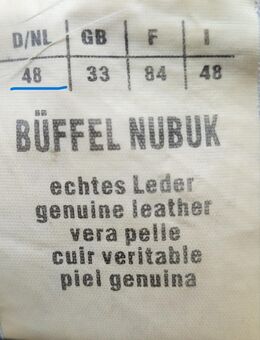 D/NL GB F I
48 33 84 48
BÜFFEL NUBUK
echtes Leder
genuine leather
vera pelle
cuir veritable
piel genuina